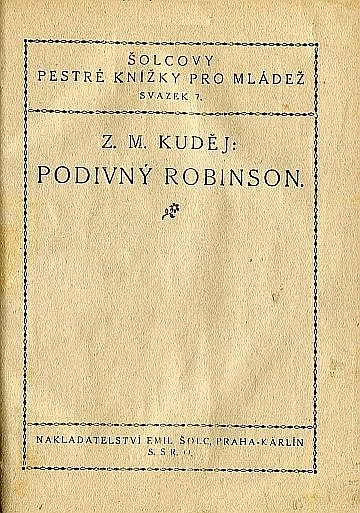 ŠOLCOVY
PESTRÉ KNÍŽKY PRO MLÁDEŽ
SVAZEK 7.
Z. M. KUDĚJ:
PODIVNÝ ROBINSON.
NAKLADATELSTVÍ EMIL ŠOLC, PRAHA-KARLÍN
S. S R. O.